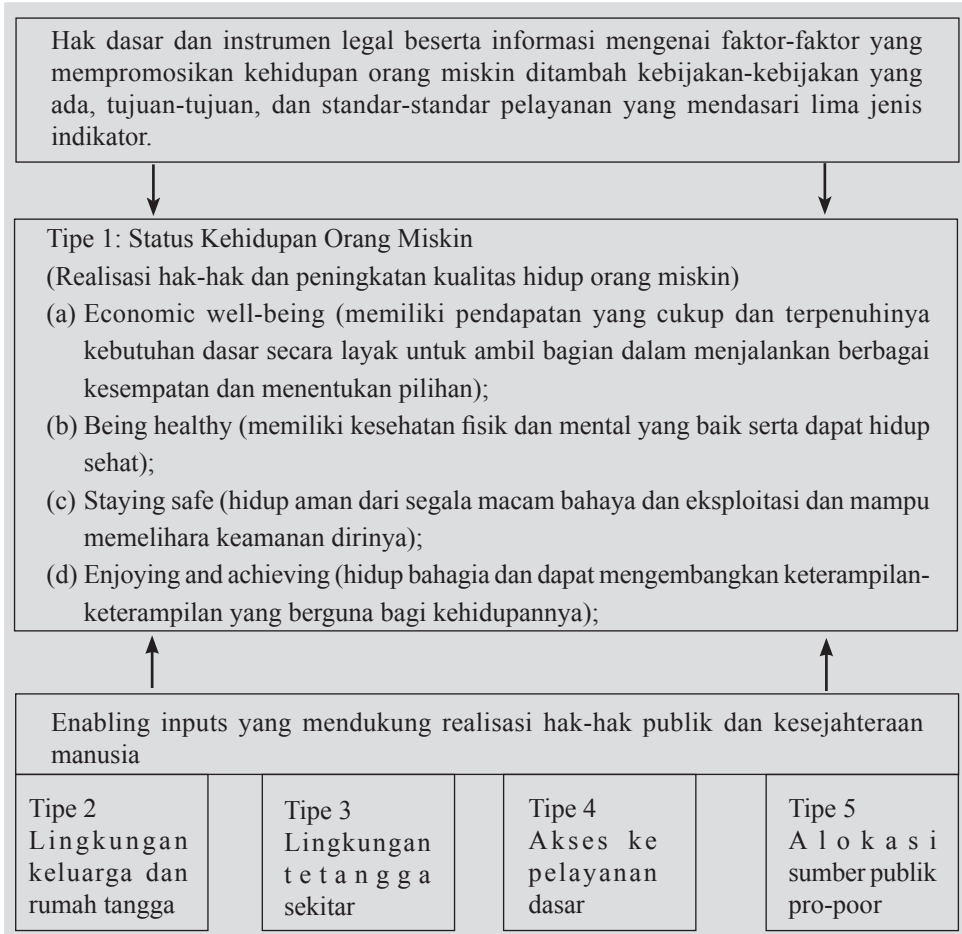 Hak dasar dan instrumen legal beserta informasi mengenai faktor-faktor yang
mempromosikan kehidupan orang miskin ditambah kebijakan-kebijakan yang
ada, tujuan-tujuan, dan standar-standar pelayanan yang mendasari lima jenis
indikator.
Tipe 1: Status Kehidupan Orang Miskin
(Realisasi hak-hak dan peningkatan kualitas hidup orang miskin)
(a) Economic well-being (memiliki pendapatan yang cukup dan terpenuhinya
kebutuhan dasar secara layak untuk ambil bagian dalam menjalankan berbagai
kesempatan dan menentukan pilihan);
(b) Being healthy (memiliki kesehatan fisik dan mental yang baik serta dapat hidup
sehat);
(c) Staying safe (hidup aman dari segala macam bahaya dan eksploitasi dan mampu
memelihara keamanan dirinya);
(d) Enjoying and achieving (hidup bahagia dan dapat mengembangkan keterampilan-
keterampilan yang berguna bagi kehidupannya);
Enabling inputs yang mendukung realisasi hak-hak publik dan kesejahteraan
manusia
Tipe 2
Lingkungan
keluarga dan
rumah tangga
Tipe 3
Lingkungan
tetangga
sekitar
Tipe 4
Akses ke
pelayanan
dasar
Tipe 5
Alokasi
sumber publik
pro-poor